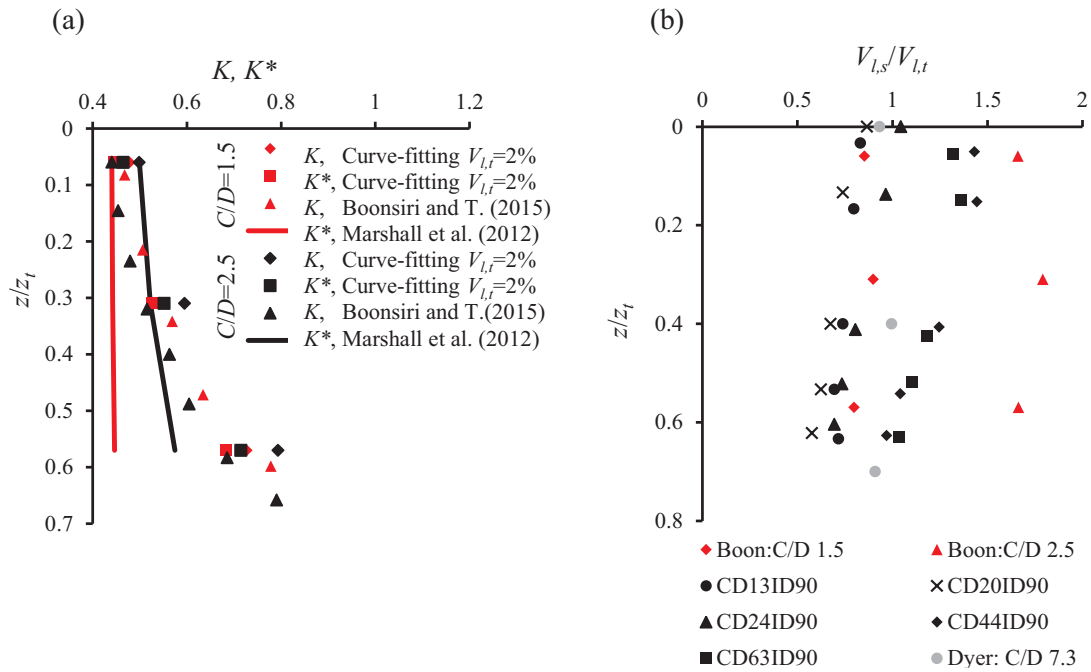 (a)
K, K*
0.4 0.6 0.8 1 1.2
0
0.1
0.2
0.3
0.4
0.5
0.6
0.7
z/zt
C/D=1.5
K, Curve-fitting Vl,t=2%
K*, Curve-fitting Vl,t=2%
K, Boonsiri and T. (2015)
K*, Marshall et al. (2012)
C/D=2.5
K, Curve-fitting Vl,t=2%
K*, Curve-fitting Vl,t=2%
K, Boonsiri and T.(2015)
K*, Marshall et al. (2012)
(b)
Vl,s/Vl,t
0 0.5 1 1.5 2
0
0.2
0.4
0.6
0.8
z/zt
Boon:C/D 1.5 Boon:C/D 2.5
CD13ID90 CD20ID90
CD24ID90 CD44ID90
CD63ID90 Dyer: C/D 7.3